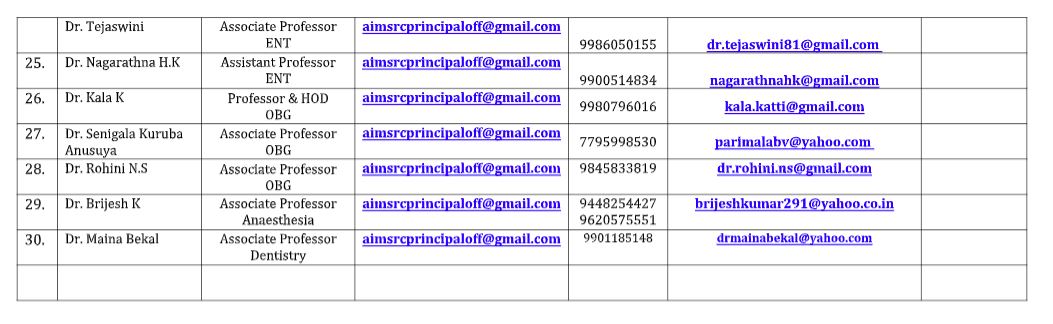 Dr. Tejaswini Associate Professor aimsrcprincipaloff@gmail.com
ENT 9986050155 dr.tejaswini81@gmail.com
25. Dr. Nagarathna H.K Assistant Professor aimsrcprincipaloff@gmail.com
ENT 9900514834 nagarathnahk@gmail.com
26. Dr. Kala K Professor & HOD aimsrcprincipaloff@gmail.com 9980796016 kala.katti@gmail.com
OBG
27. Dr. Senigala Kuruba Associate Professor aimsrcprincipaloff@gmail.com 7795998530 parimalabv@yahoo.com
Anusuya OBG
28. Dr. Rohini N.S Associate Professor aimsrcprincipaloff@gmail.com 9845833819 dr.rohini.ns@gmail.com
OBG
29. Dr. Brijesh K Associate Professor aimsrcprincipaloff@gmail.com 9448254427 brijeshkumar291@yahoo.co.in
Anaesthesia 9620575551
30. Dr. Maina Bekal Associate Professor aimsrcprincipaloff@gmail.com 9901185148 drmainabekal@yahoo.com
Dentistry